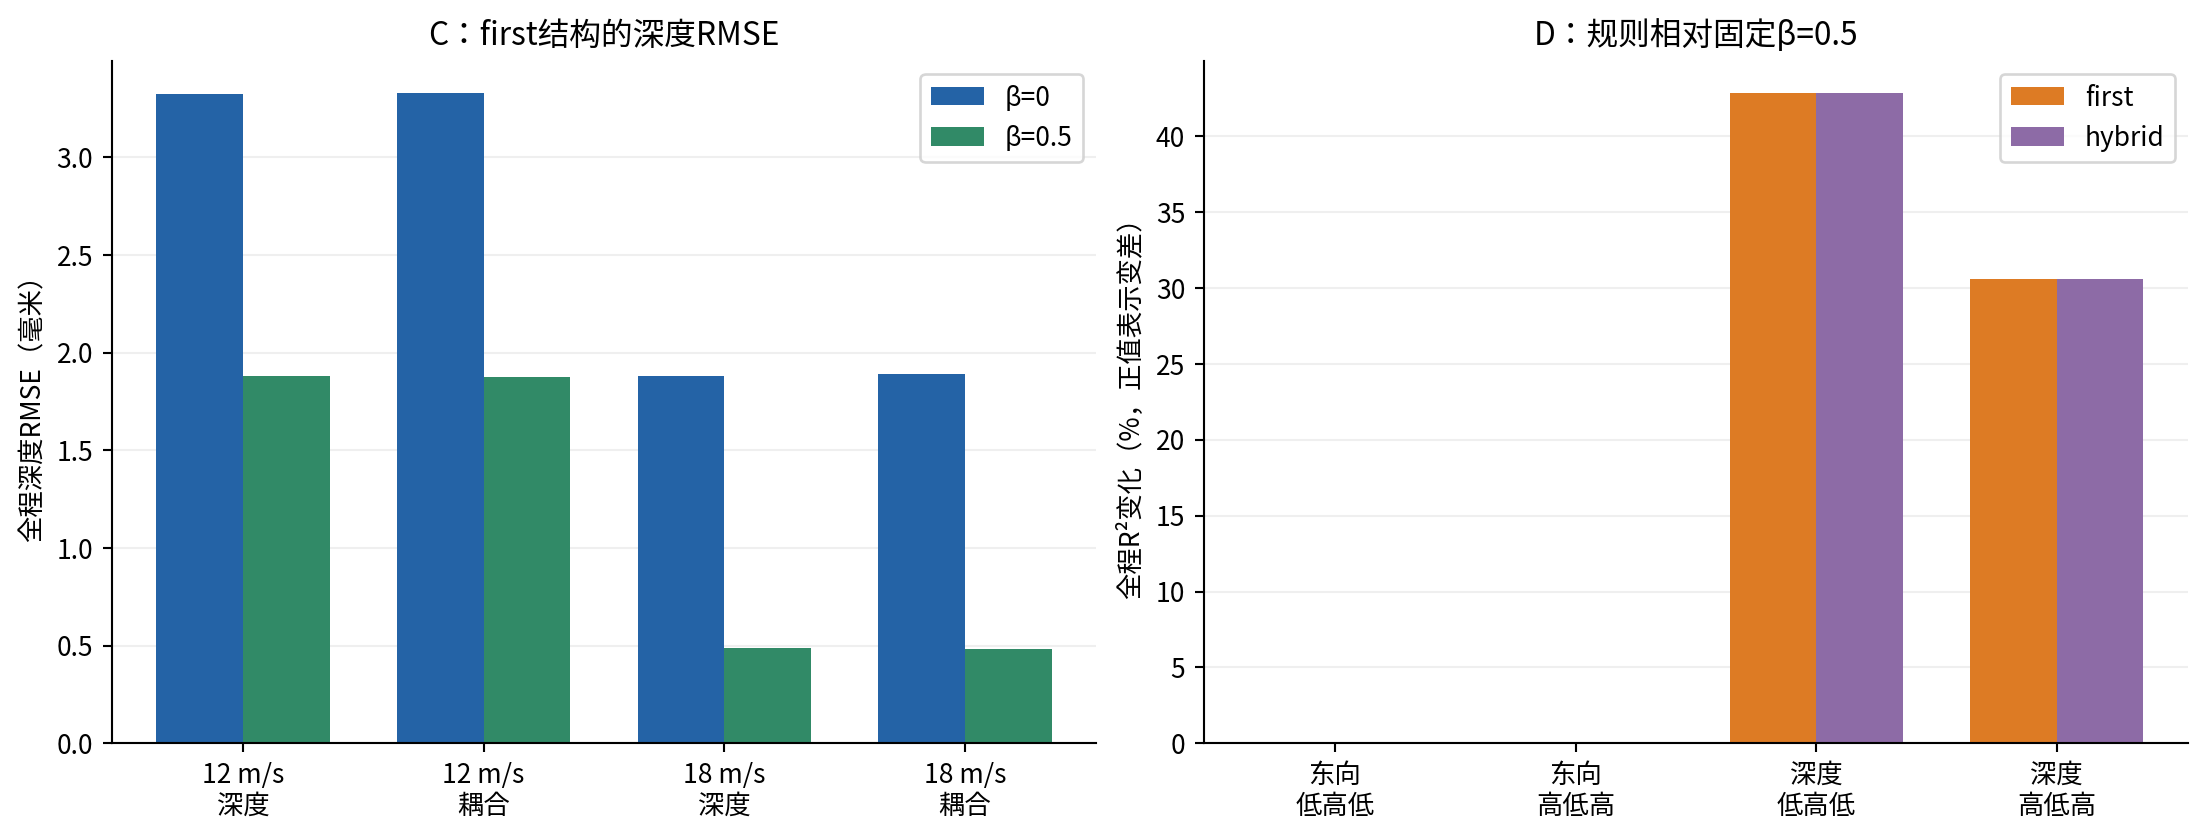 C：first结构的深度RMSE
全程深度RMSE（毫米）
3.0
2.5
2.0
1.5
1.0
0.5
0.0
β=0
β=0.5
12 m/s
深度
12 m/s
耦合
18 m/s
深度
18 m/s
耦合
D：规则相对固定β=0.5
全程R²变化（%，正值表示变差）
40
35
30
25
20
15
10
5
0
first
hybrid
东向
低高低
东向
高低高
深度
低高低
深度
高低高